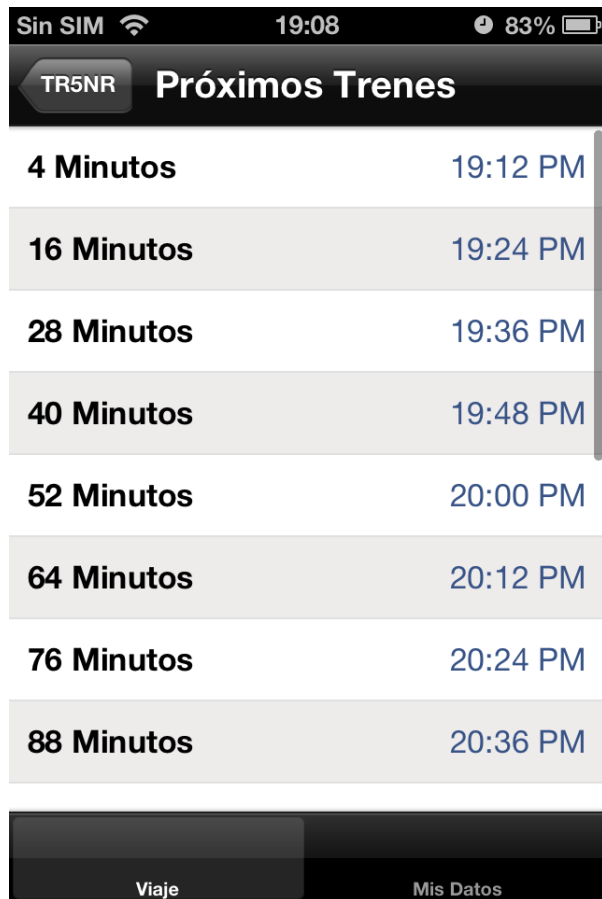 Sin SIM 19:08 83%
TR5NR Próximos Trenes
4 Minutos 19:12 PM
16 Minutos 19:24 PM
28 Minutos 19:36 PM
40 Minutos 19:48 PM
52 Minutos 20:00 PM
64 Minutos 20:12 PM
76 Minutos 20:24 PM
88 Minutos 20:36 PM
Viaje Mis Datos